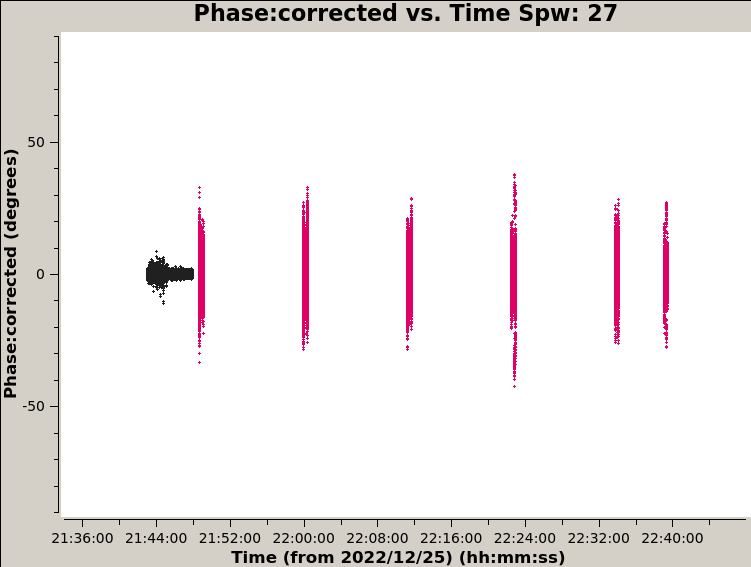 Phase:corrected vs. Time Spw: 27
Phase:corrected (degrees)
50
0
-50
21:36:00 21:44:00 21:52:00 22:00:00 22:08:00 22:16:00 22:24:00 22:32:00 22:40:00
Time (from 2022/12/25) (hh:mm:ss)